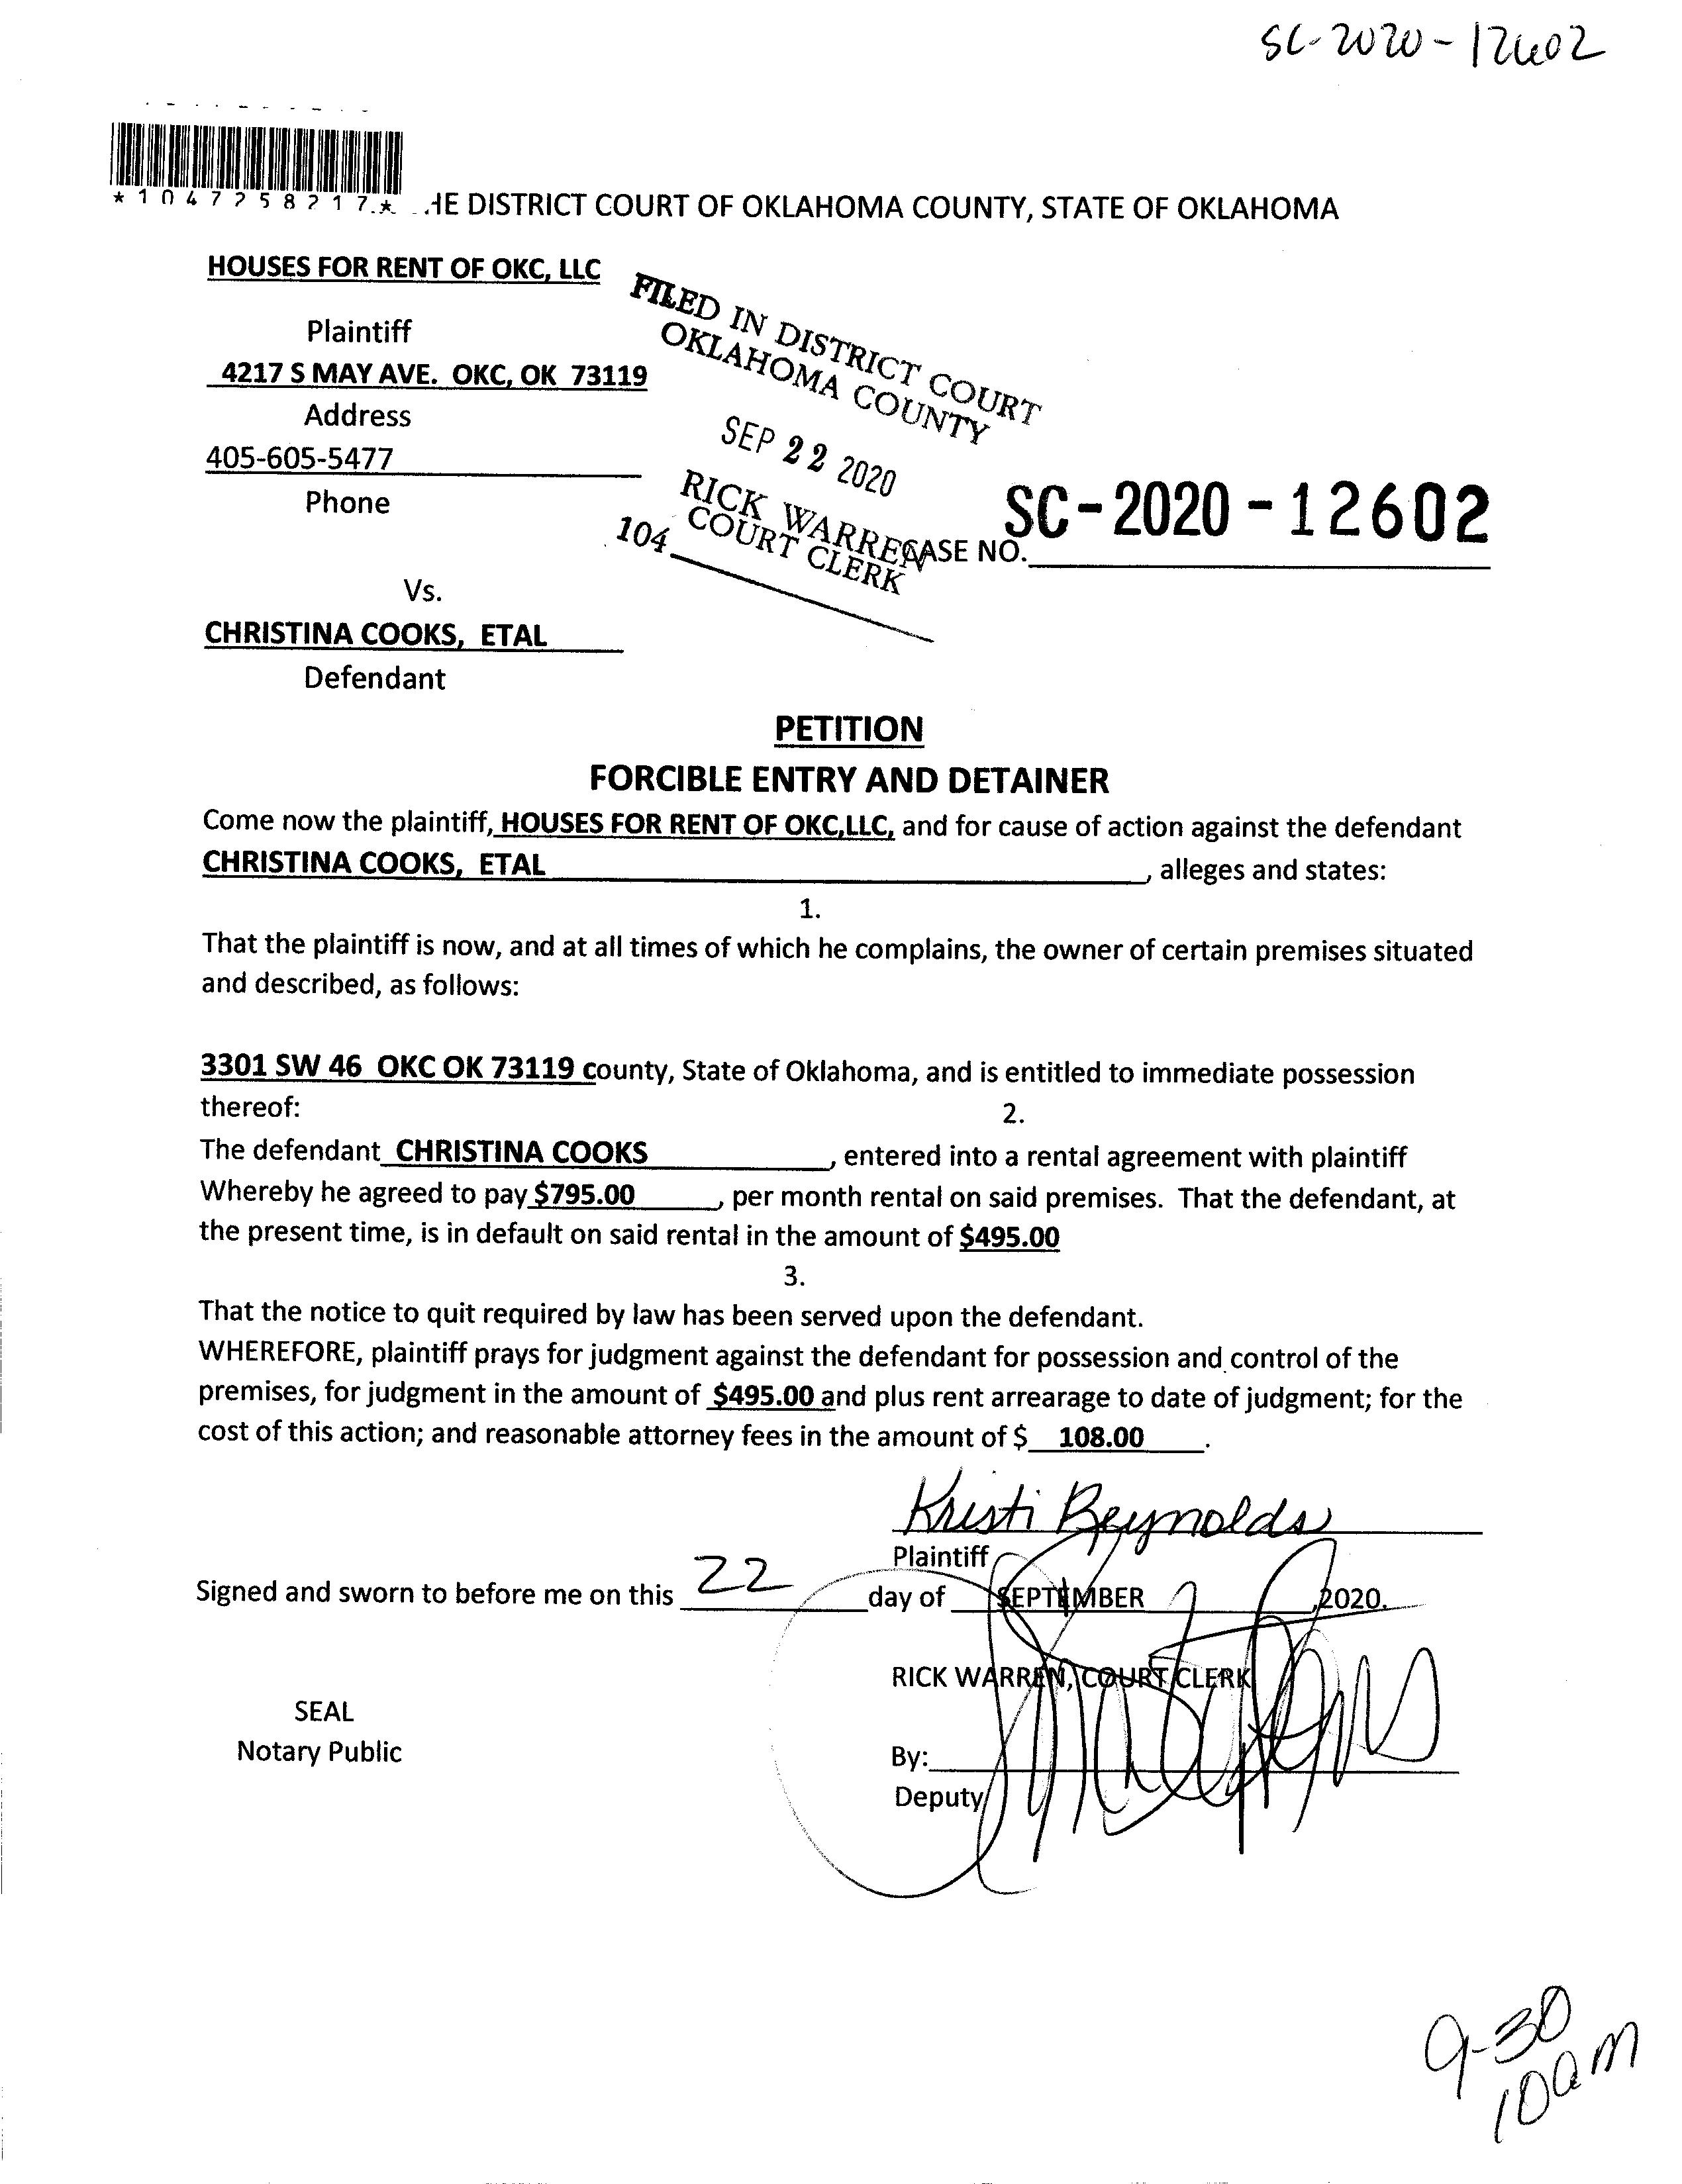 SC-2020-12602
*1047258217*
HE DISTRICT COURT OF OKLAHOMA COUNTY, STATE OF OKLAHOMA
HOUSES FOR RENT OF OKC, LLC
Plaintiff
4217 S MAY AVE. OKC, OK 73119
Address
405-605-5477
Phone
FILED IN DISTRICT COURT
OKLAHOMA COUNTY
SEP 22 2020
RICK WARREN
COURT CLERK
104
CASE NO. SC-2020-12602
Vs.
CHRISTINA COOKS, ETAL
Defendant
PETITION
FORCIBLE ENTRY AND DETAINER
Come now the plaintiff, HOUSES FOR RENT OF OKC,LLC, and for cause of action against the defendant
CHRISTINA COOKS, ETAL, alleges and states:
1.
That the plaintiff is now, and at all times of which he complains, the owner of certain premises situated
and described, as follows:
3301 SW 46 OKC OK 73119 county, State of Oklahoma, and is entitled to immediate possession
thereof:
2.
The defendant CHRISTINA COOKS, entered into a rental agreement with plaintiff
Whereby he agreed to pay $795.00, per month rental on said premises. That the defendant, at
the present time, is in default on said rental in the amount of $495.00
3.
That the notice to quit required by law has been served upon the defendant.
WHEREFORE, plaintiff prays for judgment against the defendant for possession and control of the
premises, for judgment in the amount of $495.00 and plus rent arrearage to date of judgment; for the
cost of this action; and reasonable attorney fees in the amount of $ 108.00.
Kristi Reynolds
Plaintiff
Signed and sworn to before me on this 22 day of SEPTEMBER, 2020.
RICK WARREN, COURT CLERK
SEAL
Notary Public
By:
Deputy
9-30
10am